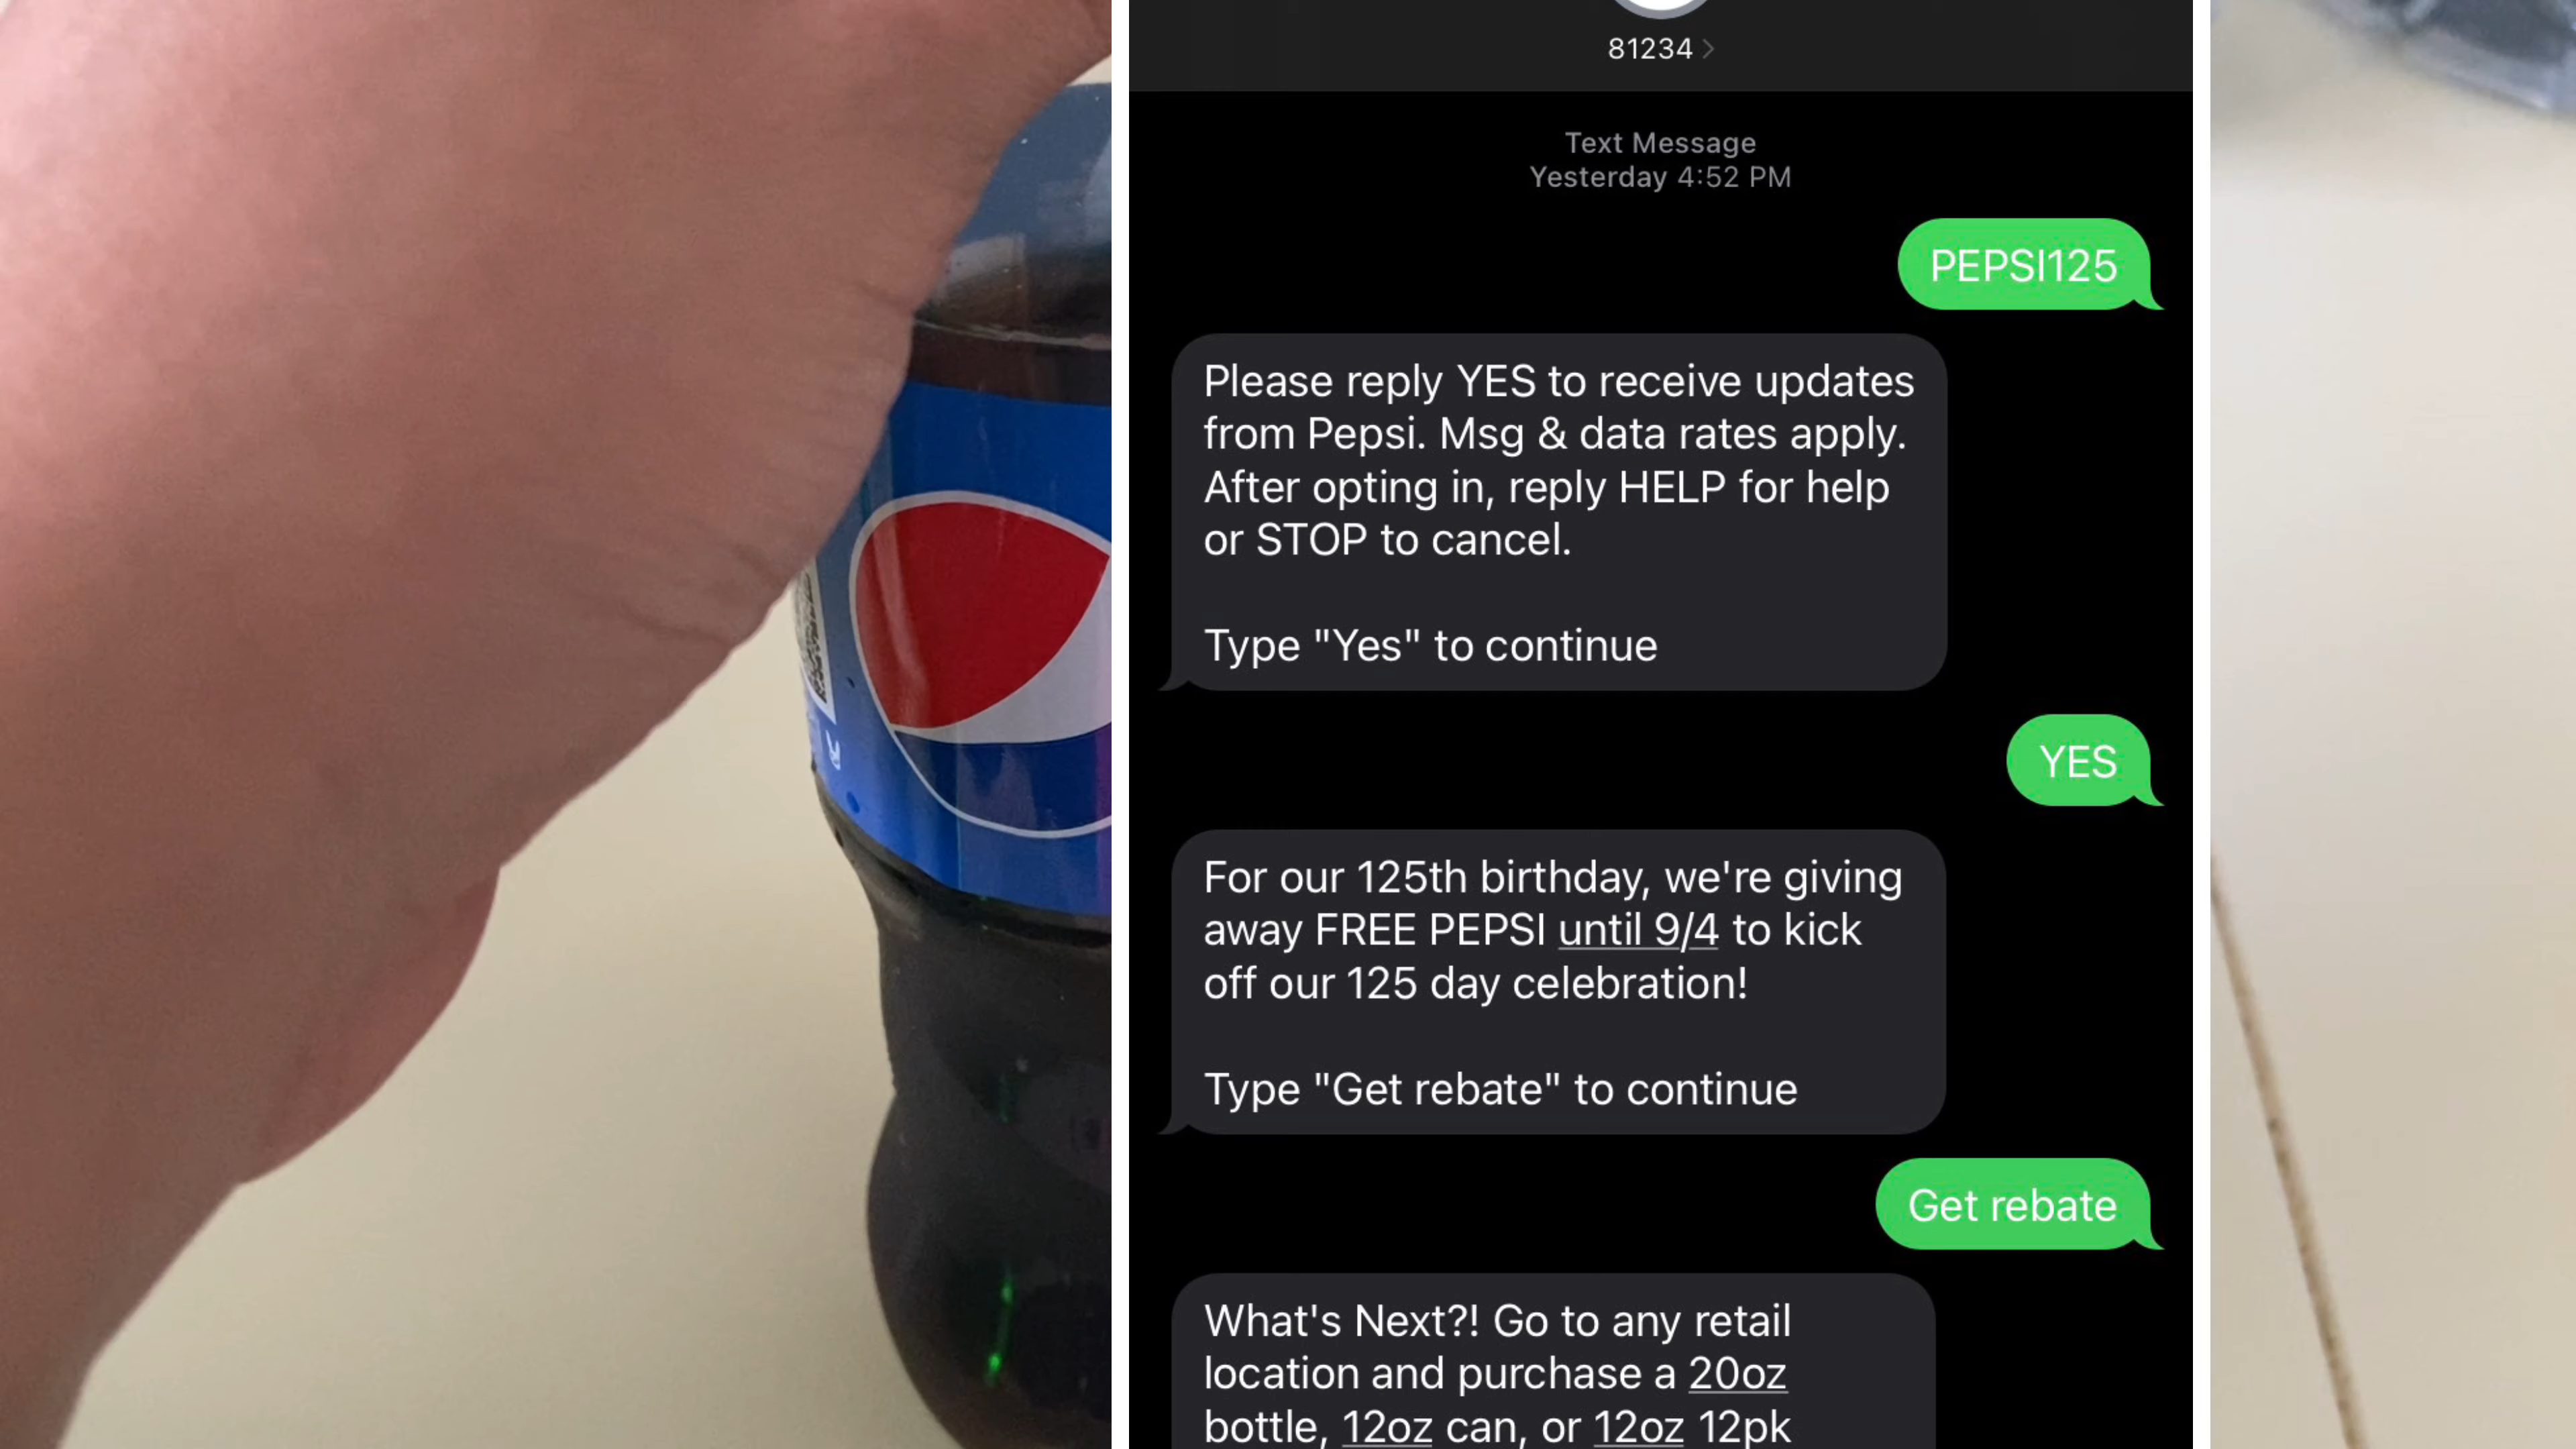 81234
Text Message
Yesterday 4:52 PM
PEPSI125
Please reply YES to receive updates
from Pepsi. Msg & data rates apply.
After opting in, reply HELP for help
or STOP to cancel.
Type "Yes" to continue
YES
For our 125th birthday, we're giving
away FREE PEPSI until 9/4 to kick
off our 125 day celebration!
Type "Get rebate" to continue
Get rebate
What's Next?! Go to any retail
location and purchase a 20oz
bottle, 12oz can, or 12oz 12pk